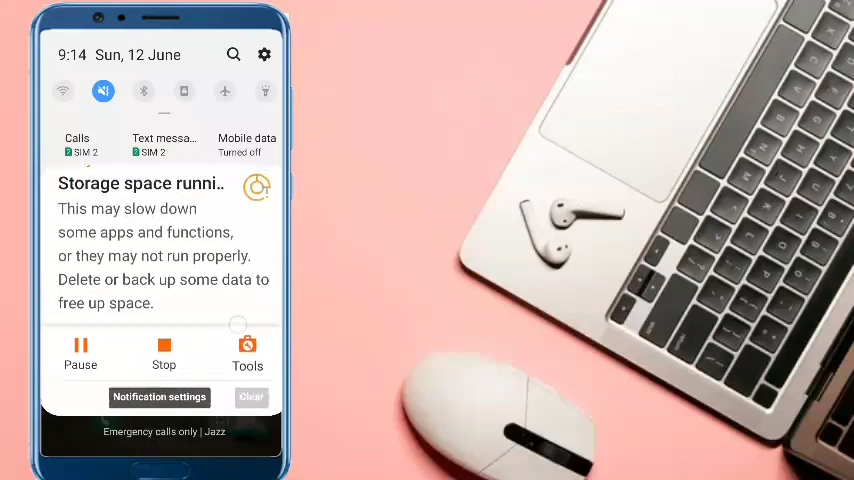 9:14 Sun, 12 June
Calls Text messa... Mobile data
2 SIM 2 2 SIM 2 Turned off
Storage space runni..
This may slow down
some apps and functions,
or they may not run properly.
Delete or back up some data to
free up space.
Pause Stop Tools
Notification settings Clear
Emergency calls only | Jazz